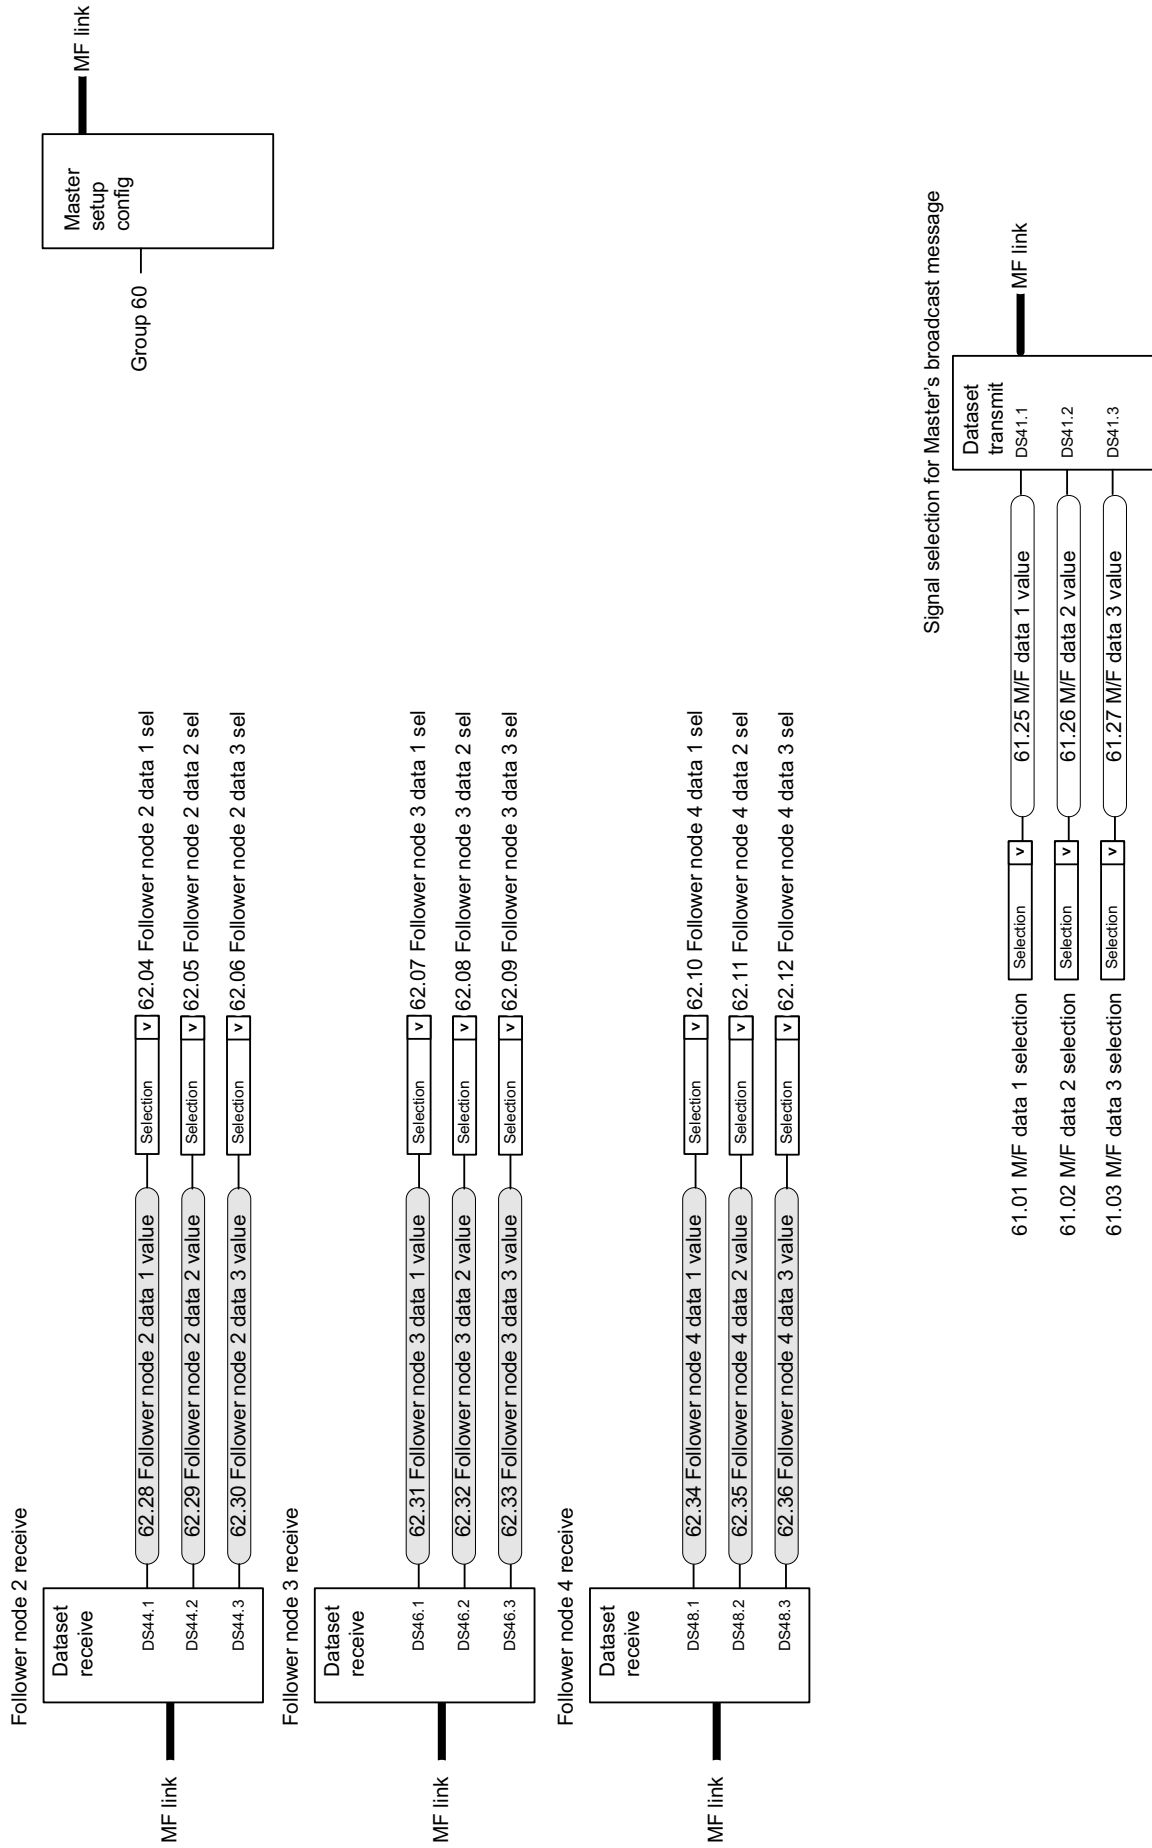 Follower node 2 receive
Dataset
receive
MF link
DS44.1
62.28 Follower node 2 data 1 value
Selection
v
62.04 Follower node 2 data 1 sel
DS44.2
62.29 Follower node 2 data 2 value
Selection
v
62.05 Follower node 2 data 2 sel
DS44.3
62.30 Follower node 2 data 3 value
Selection
v
62.06 Follower node 2 data 3 sel
Group 60
Master
setup
config
MF link
Follower node 3 receive
Dataset
receive
MF link
DS46.1
62.31 Follower node 3 data 1 value
Selection
v
62.07 Follower node 3 data 1 sel
DS46.2
62.32 Follower node 3 data 2 value
Selection
v
62.08 Follower node 3 data 2 sel
DS46.3
62.33 Follower node 3 data 3 value
Selection
v
62.09 Follower node 3 data 3 sel
Follower node 4 receive
Dataset
receive
MF link
DS48.1
62.34 Follower node 4 data 1 value
Selection
v
62.10 Follower node 4 data 1 sel
DS48.2
62.35 Follower node 4 data 2 value
Selection
v
62.11 Follower node 4 data 2 sel
DS48.3
62.36 Follower node 4 data 3 value
Selection
v
62.12 Follower node 4 data 3 sel
Signal selection for Master's broadcast message
Dataset
transmit
61.01 M/F data 1 selection
Selection
v
61.25 M/F data 1 value
DS41.1
MF link
61.02 M/F data 2 selection
Selection
v
61.26 M/F data 2 value
DS41.2
61.03 M/F data 3 selection
Selection
v
61.27 M/F data 3 value
DS41.3